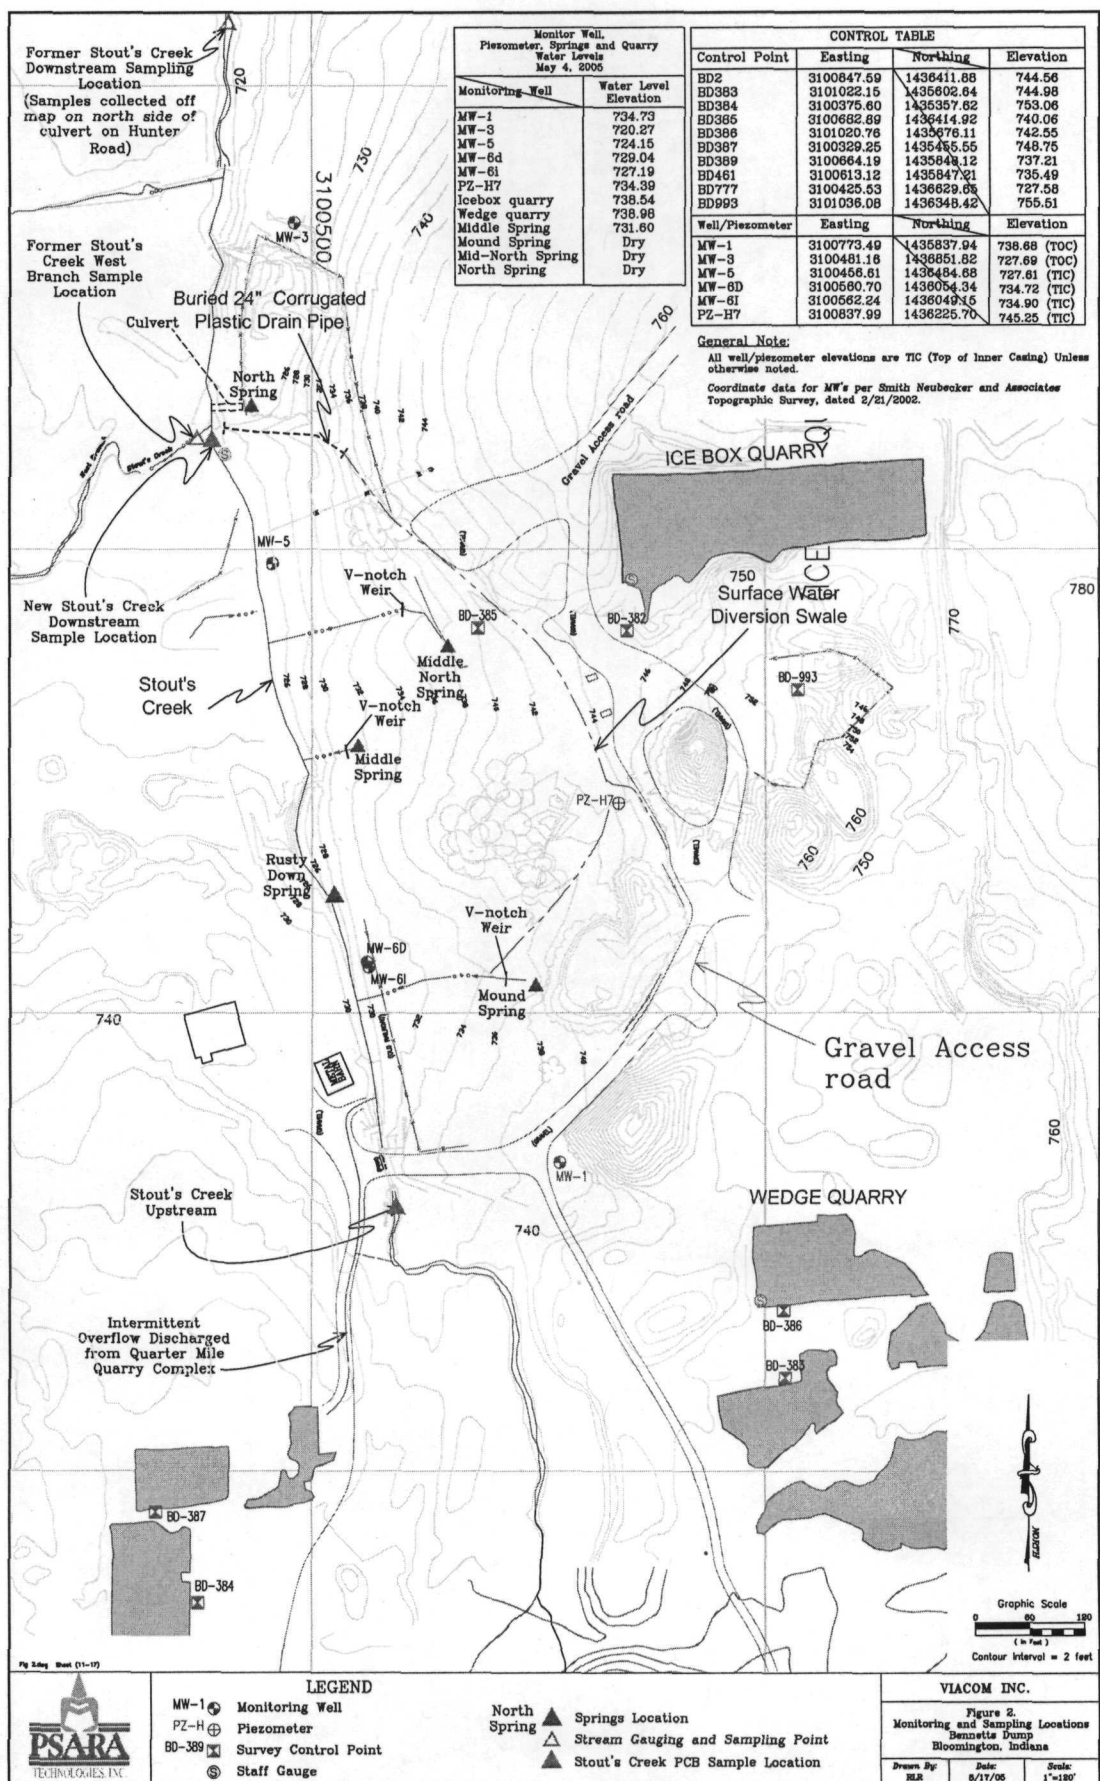 Former Stout's Creek
Downstream Sampling
Location
(Samples collected off
map on north side of
culvert on Hunter
Road)
720
730
740
3100500
MW-3
Monitor Well,
Piezometer, Springs and Quarry
Water Levels
May 4, 2005
Monitoring Well Water Level Elevation
MW-1 734.73
MW-3 720.27
MW-5 724.15
MW-6d 729.04
MW-6i 727.19
PZ-H7 734.39
Icebox quarry 738.54
Wedge quarry 738.98
Middle Spring 731.60
Mound Spring Dry
Mid-North Spring Dry
North Spring Dry
CONTROL TABLE
Control Point Easting Northing Elevation
BD2 3100847.59 1436411.88 744.56
BD383 3101022.15 1435602.64 744.98
BD384 3100375.60 1435357.62 753.06
BD385 3100682.89 1436414.92 740.06
BD386 3101020.76 1435676.11 742.55
BD387 3100329.25 1435455.55 748.75
BD389 3100664.19 1435849.12 737.21
BD461 3100613.12 1435847.21 735.49
BD777 3100425.53 1436629.65 727.58
BD993 3101036.08 1436348.42 755.51
Well/Piezometer Easting Northing Elevation
MW-1 3100773.49 1435837.94 738.68 (TOC)
MW-3 3100481.16 1436851.82 727.69 (TOC)
MW-5 3100456.61 1436484.68 727.61 (TIC)
MW-6D 3100560.70 1436054.34 734.72 (TIC)
MW-6I 3100562.24 1436049.15 734.90 (TIC)
PZ-H7 3100837.99 1436225.70 745.25 (TIC)
General Note:
All well/piezometer elevations are TIC (Top of Inner Casing) Unless
otherwise noted.
Coordinate data for MW's per Smith Neubecker and Associates
Topographic Survey, dated 2/21/2002.
Former Stout's
Creek West
Branch Sample
Location
Buried 24" Corrugated
Plastic Drain Pipe
Culvert
North
Spring
760
Gravel Access road
ICE BOX QUARRY
Stout's Creek
MW-5
V-notch
Weir
New Stout's Creek
Downstream
Sample Location
BD-385
BD-382
750
780
770
Surface Water
Diversion Swale
Middle
North
Spring
BD-993
Stout's
Creek
V-notch
Weir
Middle
Spring
PZ-H7
760
760
750
Rusty
Down
Spring
V-notch
Weir
MW-6D
MW-6I
Mound
Spring
740
METAL
BARN
Gravel Access
road
(GRAVEL)
MW-1
760
WEDGE QUARRY
Stout's Creek
Upstream
740
BD-386
BD-383
Intermittent
Overflow Discharged
from Quarter Mile
Quarry Complex
BD-387
BD-384
Graphic Scale
0 60 120
( in Feet )
Contour Interval = 2 feet
Fig 2.dwg Sheet (11-17)
PSARA
TECHNOLOGIES, INC.
LEGEND
MW-1 Monitoring Well
PZ-H Piezometer
BD-389 Survey Control Point
Staff Gauge
North
Spring
Springs Location
Stream Gauging and Sampling Point
Stout's Creek PCB Sample Location
VIACOM INC.
Figure 2.
Monitoring and Sampling Locations
Bennetts Dump
Bloomington, Indiana
Drawn By: RLR
Date: 5/17/05
Scale: 1"=120'